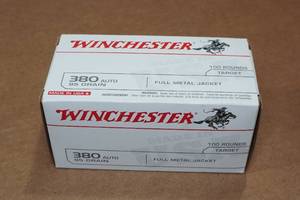 WINCHESTER
100 ROUNDS
TARGET
380 AUTO
95 GRAIN
FULL METAL JACKET
MADE IN USA
WINCHESTER
100 ROUNDS
TARGET
380 AUTO
95 GRAIN
FULL METAL JACKET